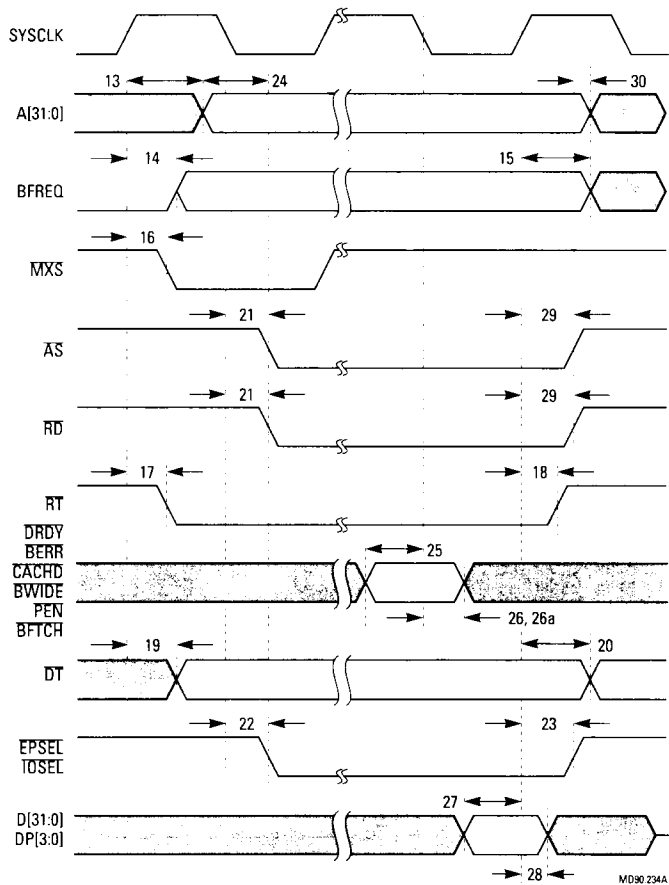 SYSCLK
13 24 30
A[31:0]
14 15
BFREQ
16
MXS
21 29
AS
21 29
RD
17 18
RT
DRDY
BERR 25
CACHD
BWIDE
PEN
26, 26a
BFTCH
19 20
DT
22 23
EPSEL
IOSEL
27
D[31:0]
DP[3:0]
28
MD90 234A